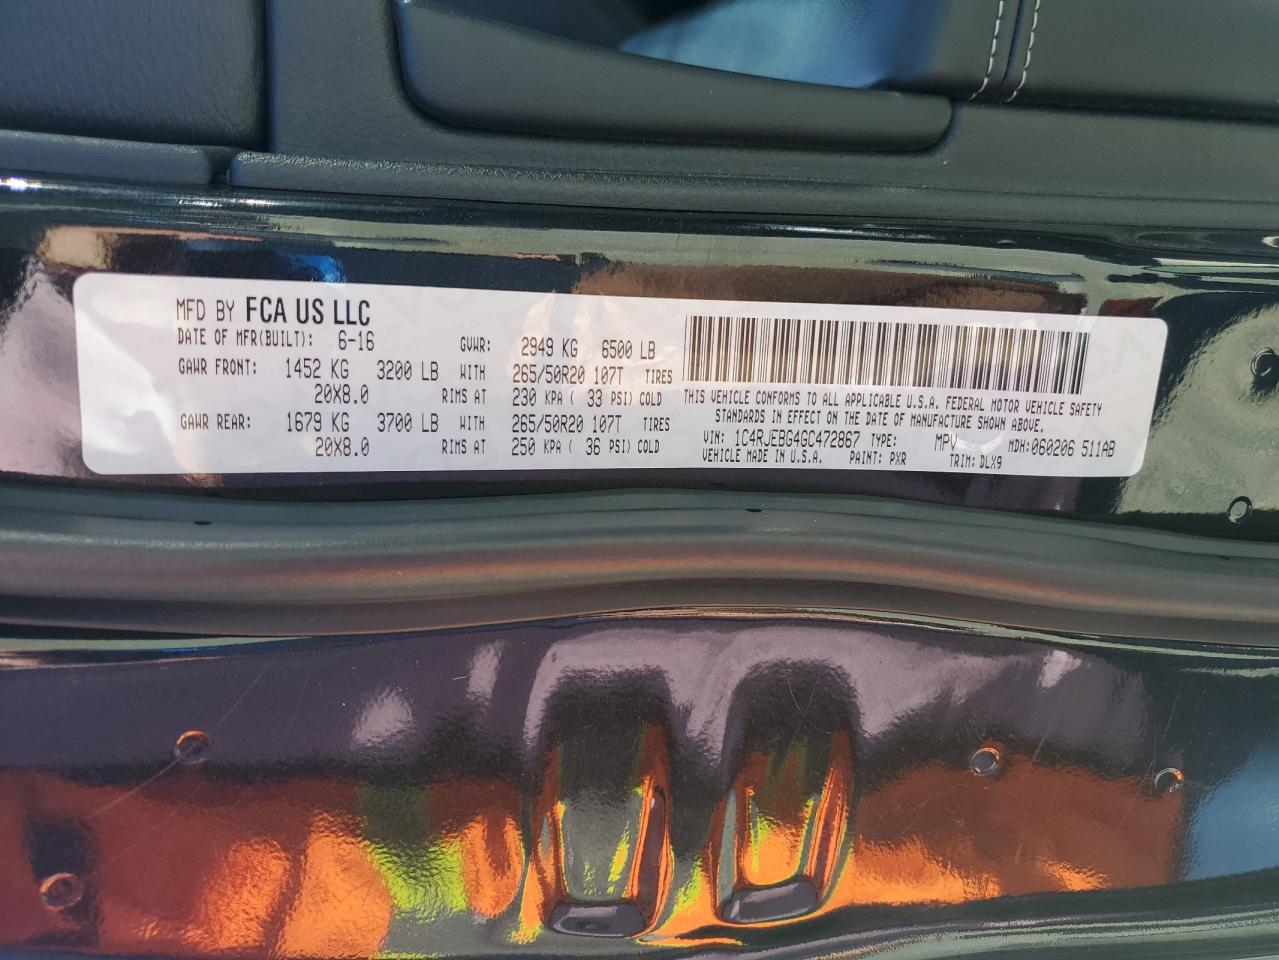 MFD BY FCA US LLC
DATE OF MFR(BUILT): 6-16 GVWR: 2949 KG 6500 LB
GAWR FRONT: 1452 KG 3200 LB WITH 265/50R20 107T TIRES
20X8.0 RIMS AT 230 KPA ( 33 PSI) COLD
GAWR REAR: 1679 KG 3700 LB WITH 265/50R20 107T TIRES
20X8.0 RIMS AT 250 KPA ( 36 PSI) COLD
THIS VEHICLE CONFORMS TO ALL APPLICABLE U.S.A. FEDERAL MOTOR VEHICLE SAFETY
STANDARDS IN EFFECT ON THE DATE OF MANUFACTURE SHOWN ABOVE.
VIN: 1C4RJEBG4GC472867 TYPE: MPV MDH: 060206 511AB
VEHICLE MADE IN U.S.A. PAINT: PXR TRIM: DLX9